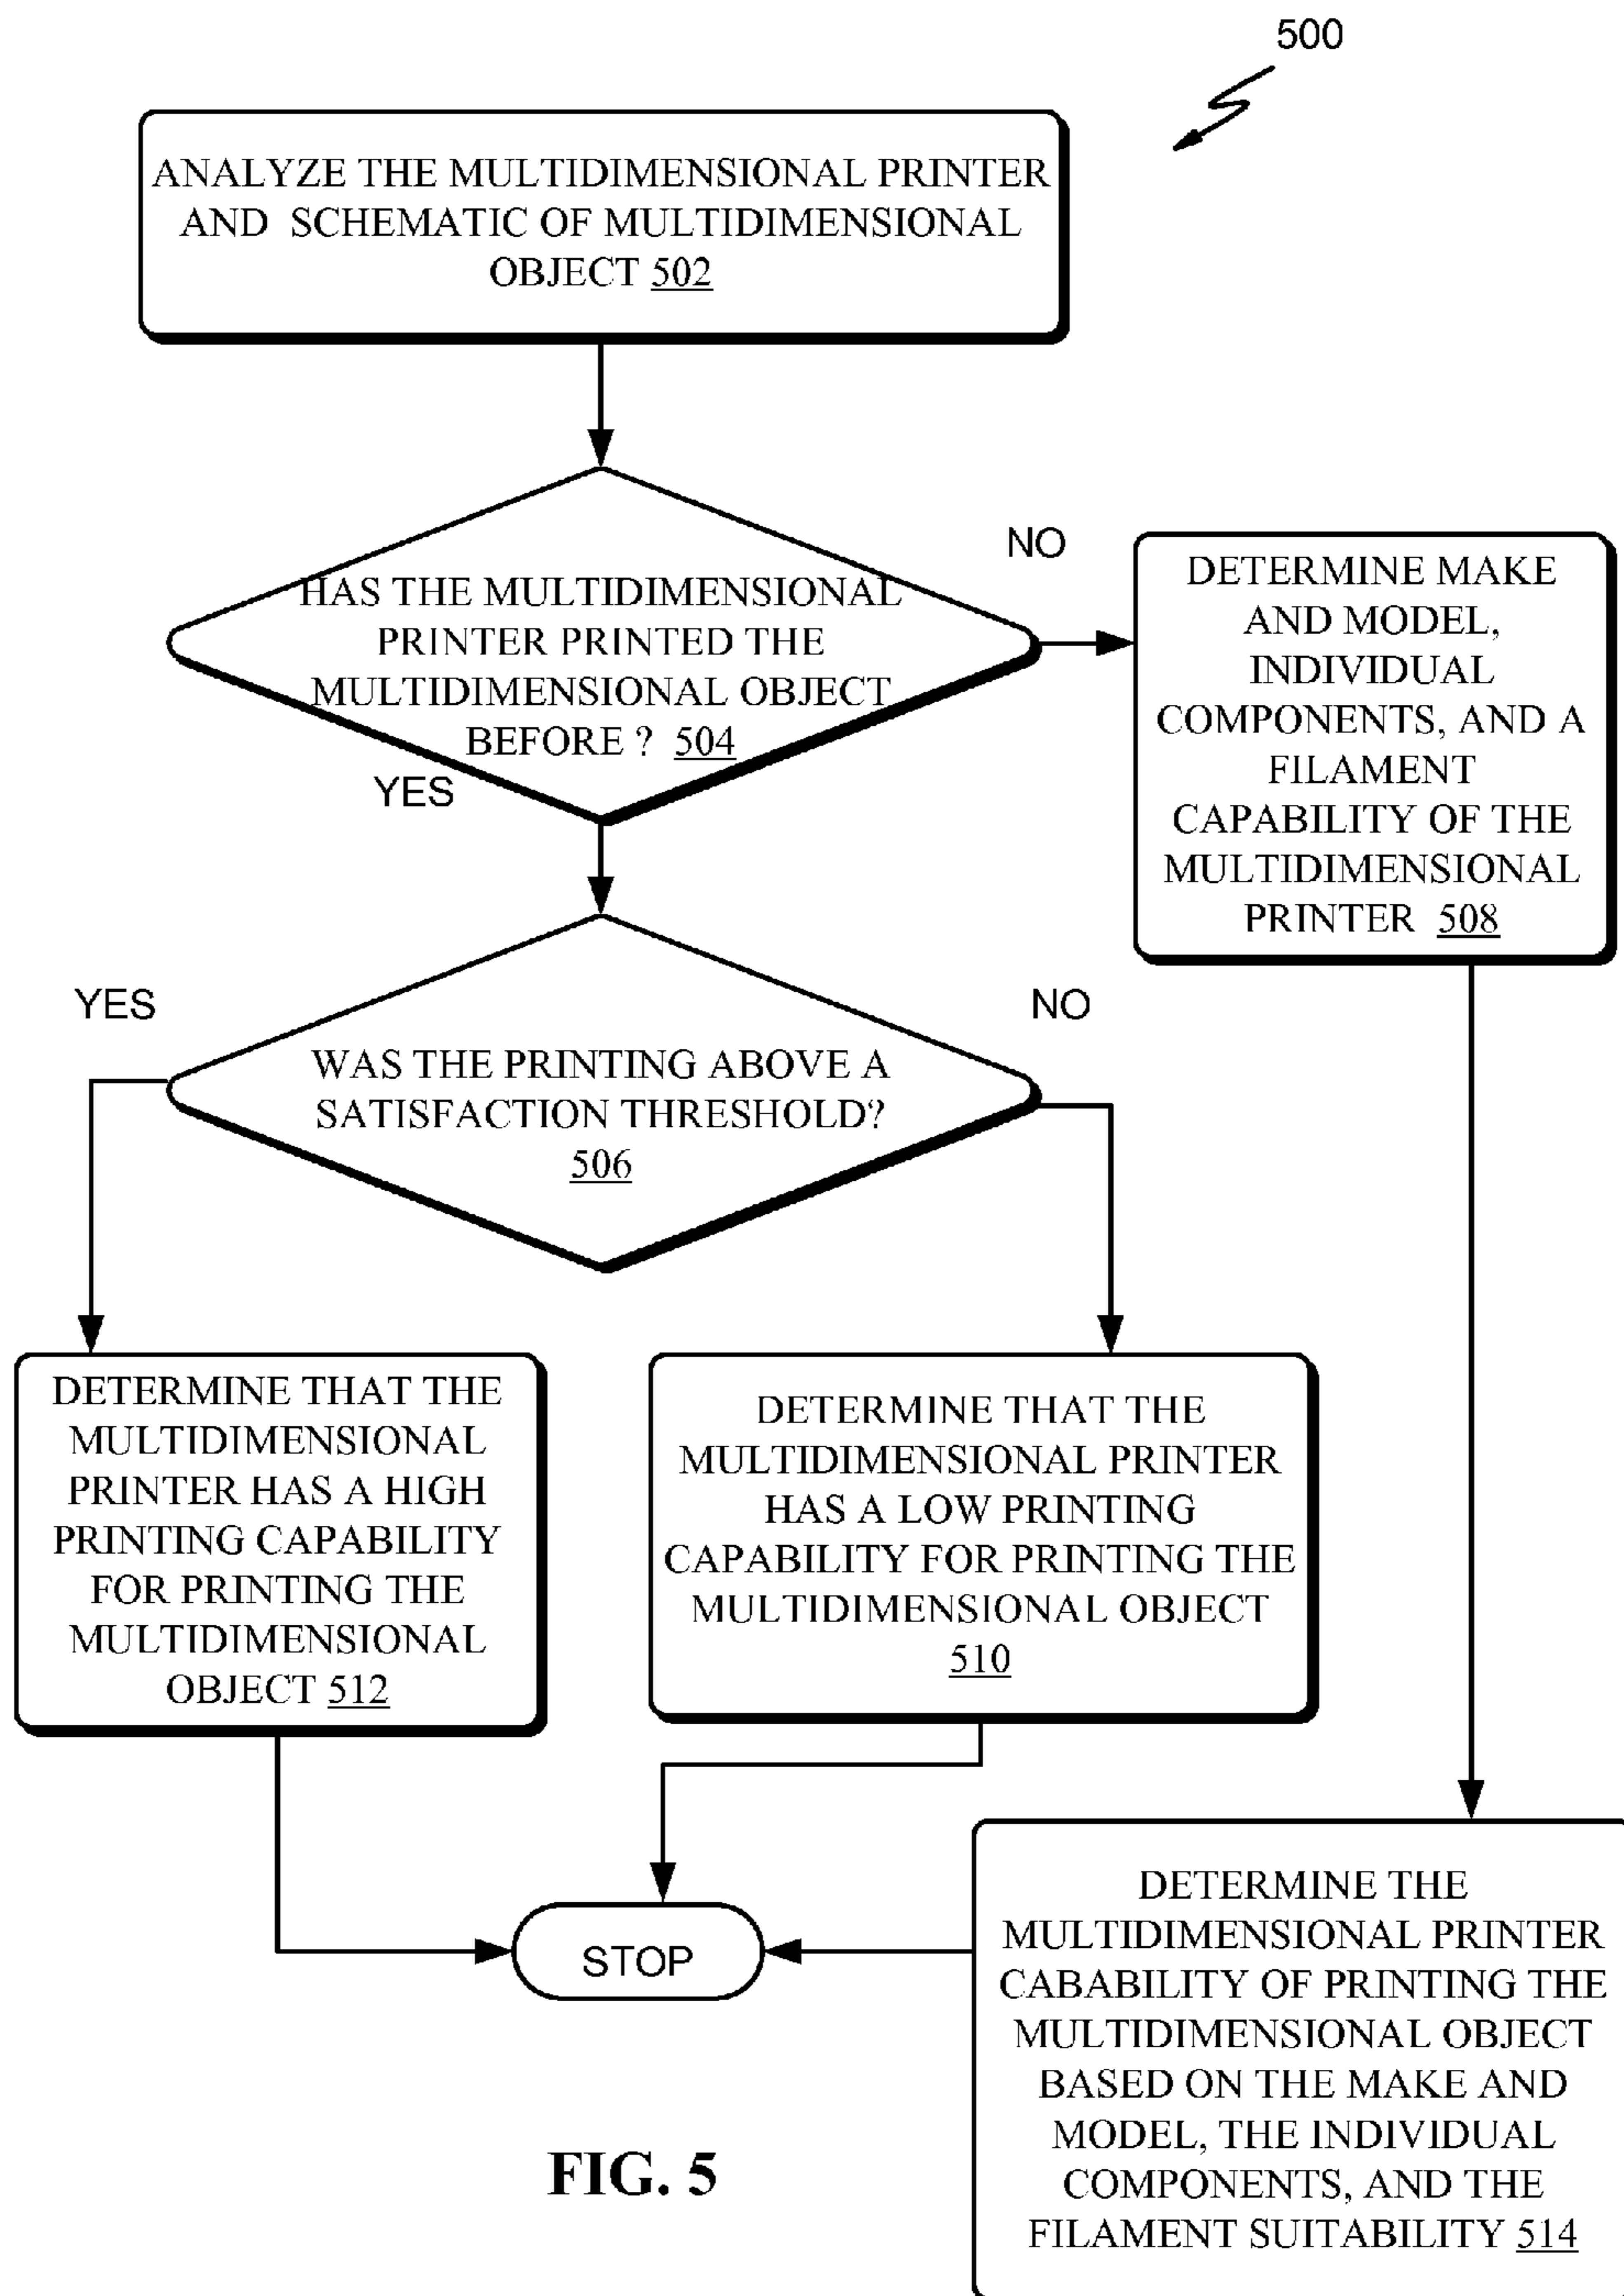 500
ANALYZE THE MULTIDIMENSIONAL PRINTER
AND SCHEMATIC OF MULTIDIMENSIONAL
OBJECT 502
HAS THE MULTIDIMENSIONAL
PRINTER PRINTED THE
MULTIDIMENSIONAL OBJECT
BEFORE ? 504
NO
YES
DETERMINE MAKE
AND MODEL,
INDIVIDUAL
COMPONENTS, AND A
FILAMENT
CAPABILITY OF THE
MULTIDIMENSIONAL
PRINTER 508
YES
NO
WAS THE PRINTING ABOVE A
SATISFACTION THRESHOLD?
506
DETERMINE THAT THE
MULTIDIMENSIONAL
PRINTER HAS A HIGH
PRINTING CAPABILITY
FOR PRINTING THE
MULTIDIMENSIONAL
OBJECT 512
DETERMINE THAT THE
MULTIDIMENSIONAL PRINTER
HAS A LOW PRINTING
CAPABILITY FOR PRINTING THE
MULTIDIMENSIONAL OBJECT
510
STOP
DETERMINE THE
MULTIDIMENSIONAL PRINTER
CABABILITY OF PRINTING THE
MULTIDIMENSIONAL OBJECT
BASED ON THE MAKE AND
MODEL, THE INDIVIDUAL
COMPONENTS, AND THE
FILAMENT SUITABILITY 514
FIG. 5